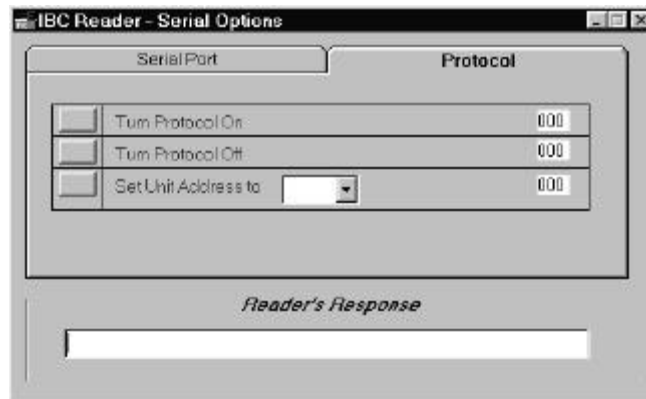 IBC Reader - Serial Options
Serial Port Protocol
Turn Protocol On 000
Turn Protocol Off 000
Set Unit Address to 000
Reader's Response